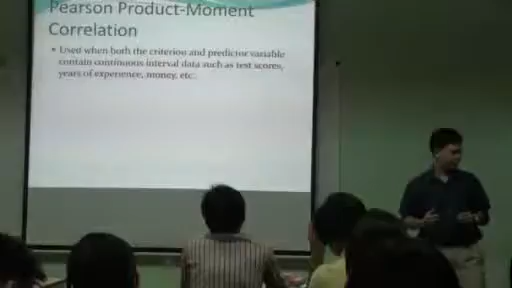 Pearson Product-Moment
Correlation
• Used when both the criterion and predictor variable
contain continuous interval data such as test scores,
years of experience, money, etc.